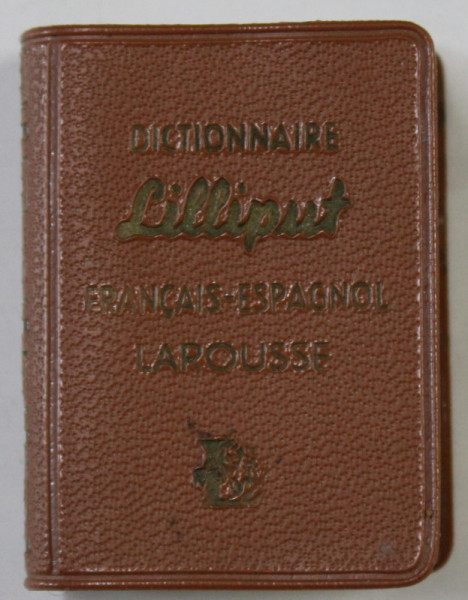 DICTIONNAIRE
Lilliput
FRANÇAIS-ESPAGNOL
LAROUSSE